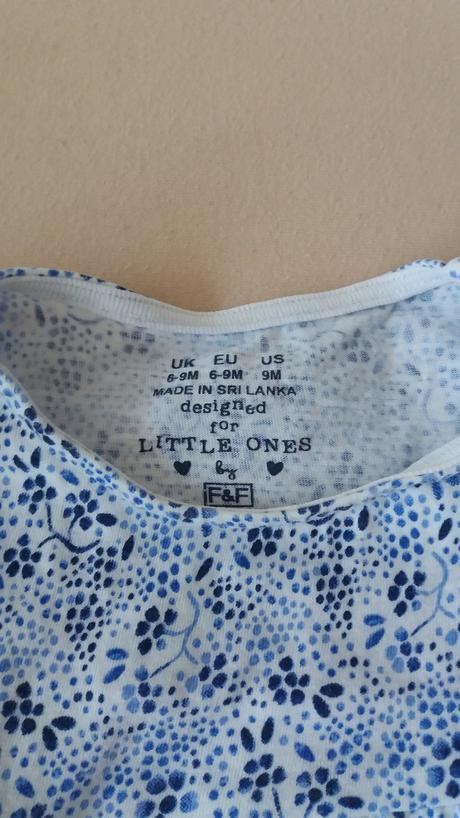 UK EU US
6-9M 6-9M 9M
MADE IN SRI LANKA
designed
for
LITTLE ONES
by
F&F